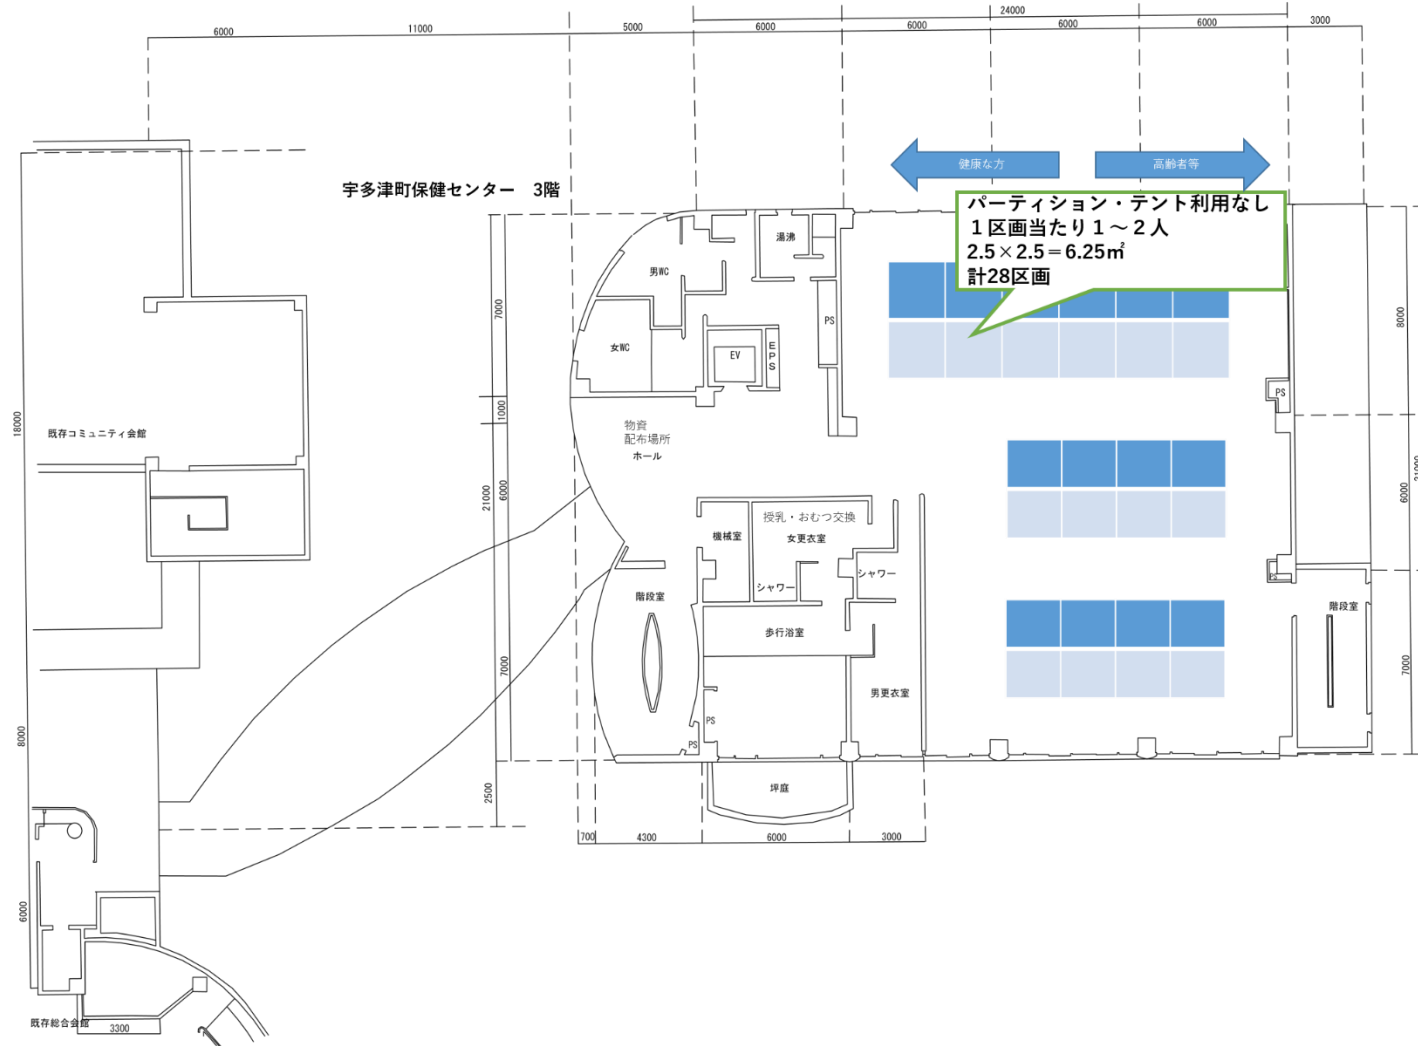 24000
6000
11000
5000
6000
6000
6000
6000
3000
健康な方
高齢者等
宇多津町保健センター 3階
パーティション・テント利用なし
1区画当たり1～2人
2.5×2.5＝6.25㎡
計28区画
湯沸
男WC
女WC
EV
EPS
PS
PS
物資
配布場所
ホール
既存コミュニティ会館
授乳・おむつ交換
機械室
女更衣室
シャワー
シャワー
階段室
歩行浴室
男更衣室
PS
PS
PS
階段室
坪庭
7000
1000
21000
6000
7000
2500
18000
8000
6000
8000
6000
7000
700
4300
6000
3000
既存総合会館
3300